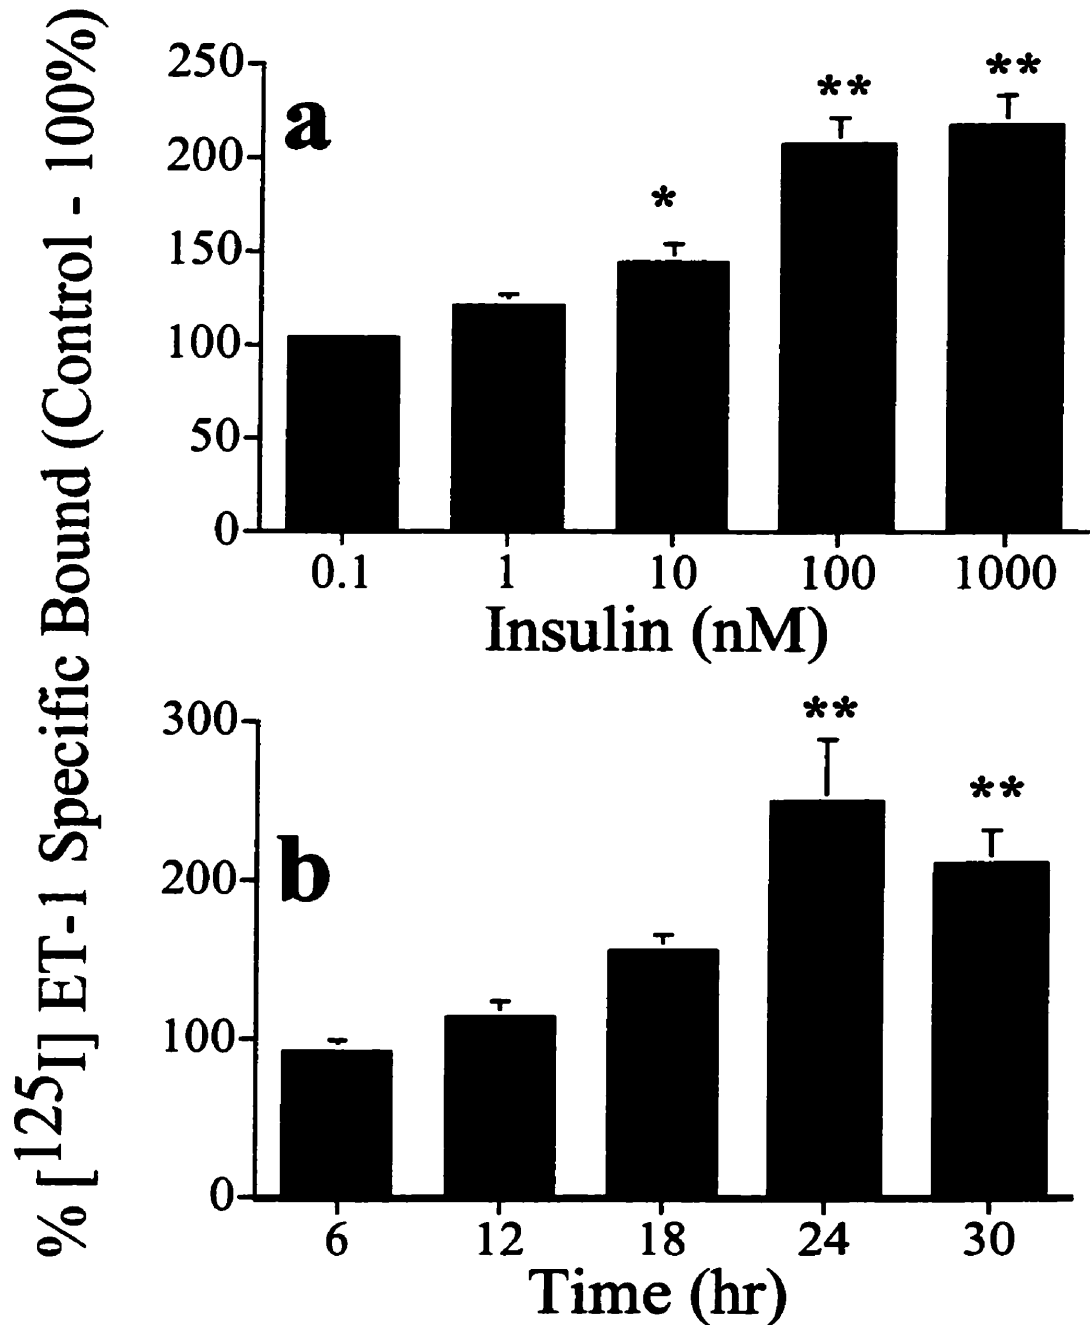 % [125I] ET-1 Specific Bound (Control - 100%)
a
250
200
150
100
50
0
*
**
**
0.1 1 10 100 1000
Insulin (nM)
b
300
200
100
0
**
**
6 12 18 24 30
Time (hr)